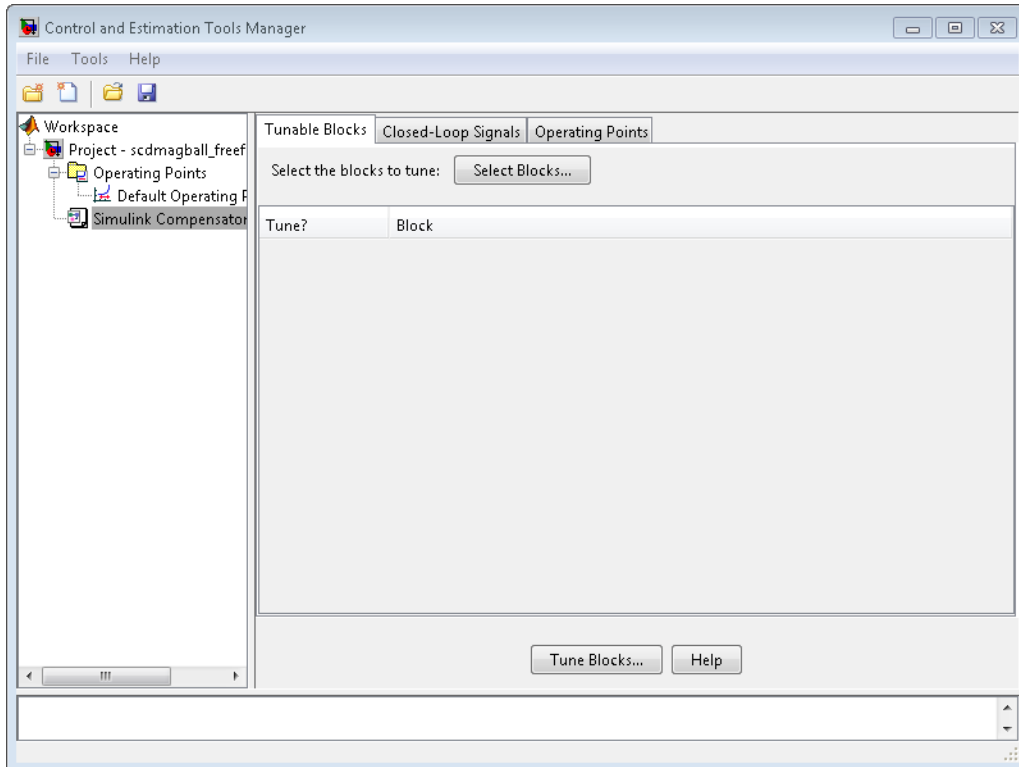 Control and Estimation Tools Manager
File Tools Help
Workspace
Project - scdmagball_freef
Operating Points
Default Operating P
Simulink Compensator
Tunable Blocks Closed-Loop Signals Operating Points
Select the blocks to tune: Select Blocks...
Tune? Block
Tune Blocks... Help